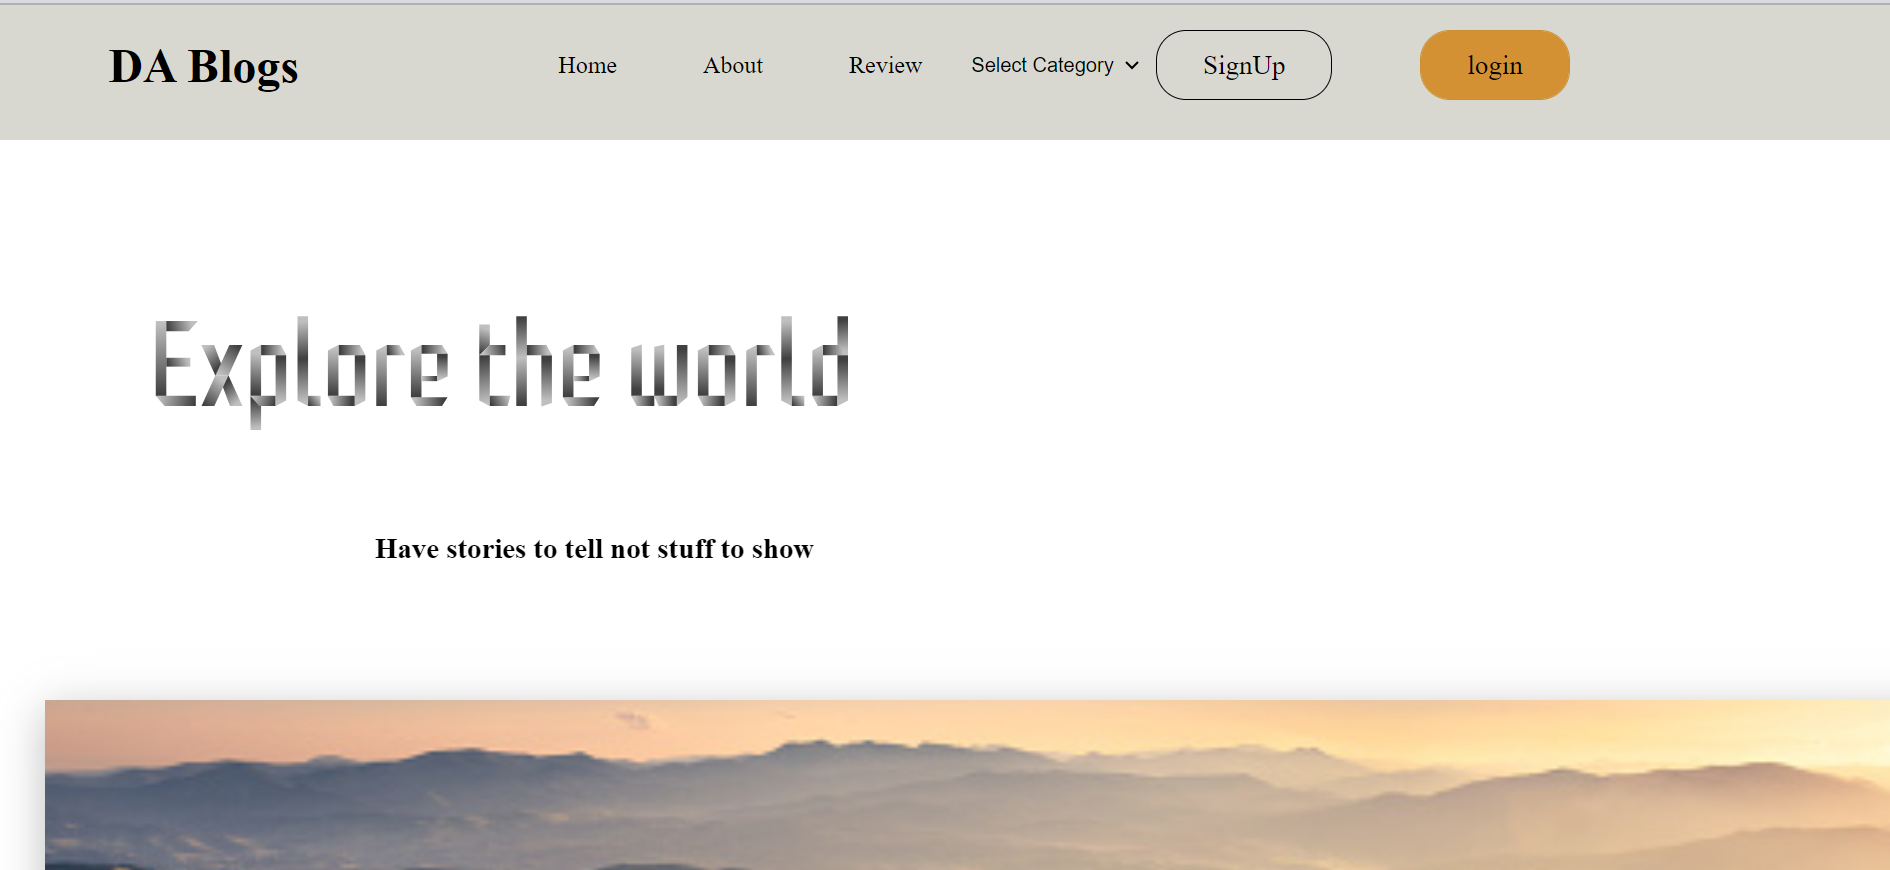 DA Blogs Home About Review Select Category SignUp login
Explore the world
Have stories to tell not stuff to show